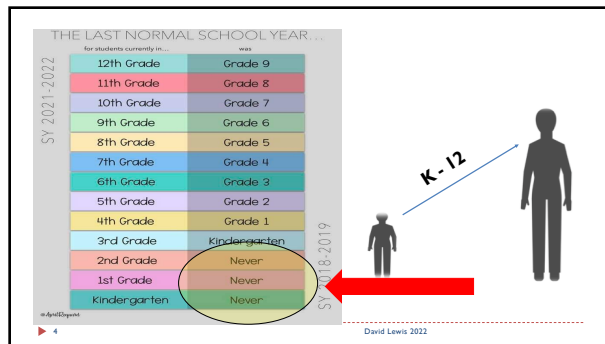 THE LAST NORMAL SCHOOL YEAR...
for students currently in... was
SY 2021-2022
12th Grade Grade 9
11th Grade Grade 8
10th Grade Grade 7
9th Grade Grade 6
8th Grade Grade 5
7th Grade Grade 4
6th Grade Grade 3
5th Grade Grade 2
4th Grade Grade 1
3rd Grade Kindergarten
2nd Grade Never
1st Grade Never
Kindergarten Never
SY 2018-2019
K - 12
4
David Lewis 2022